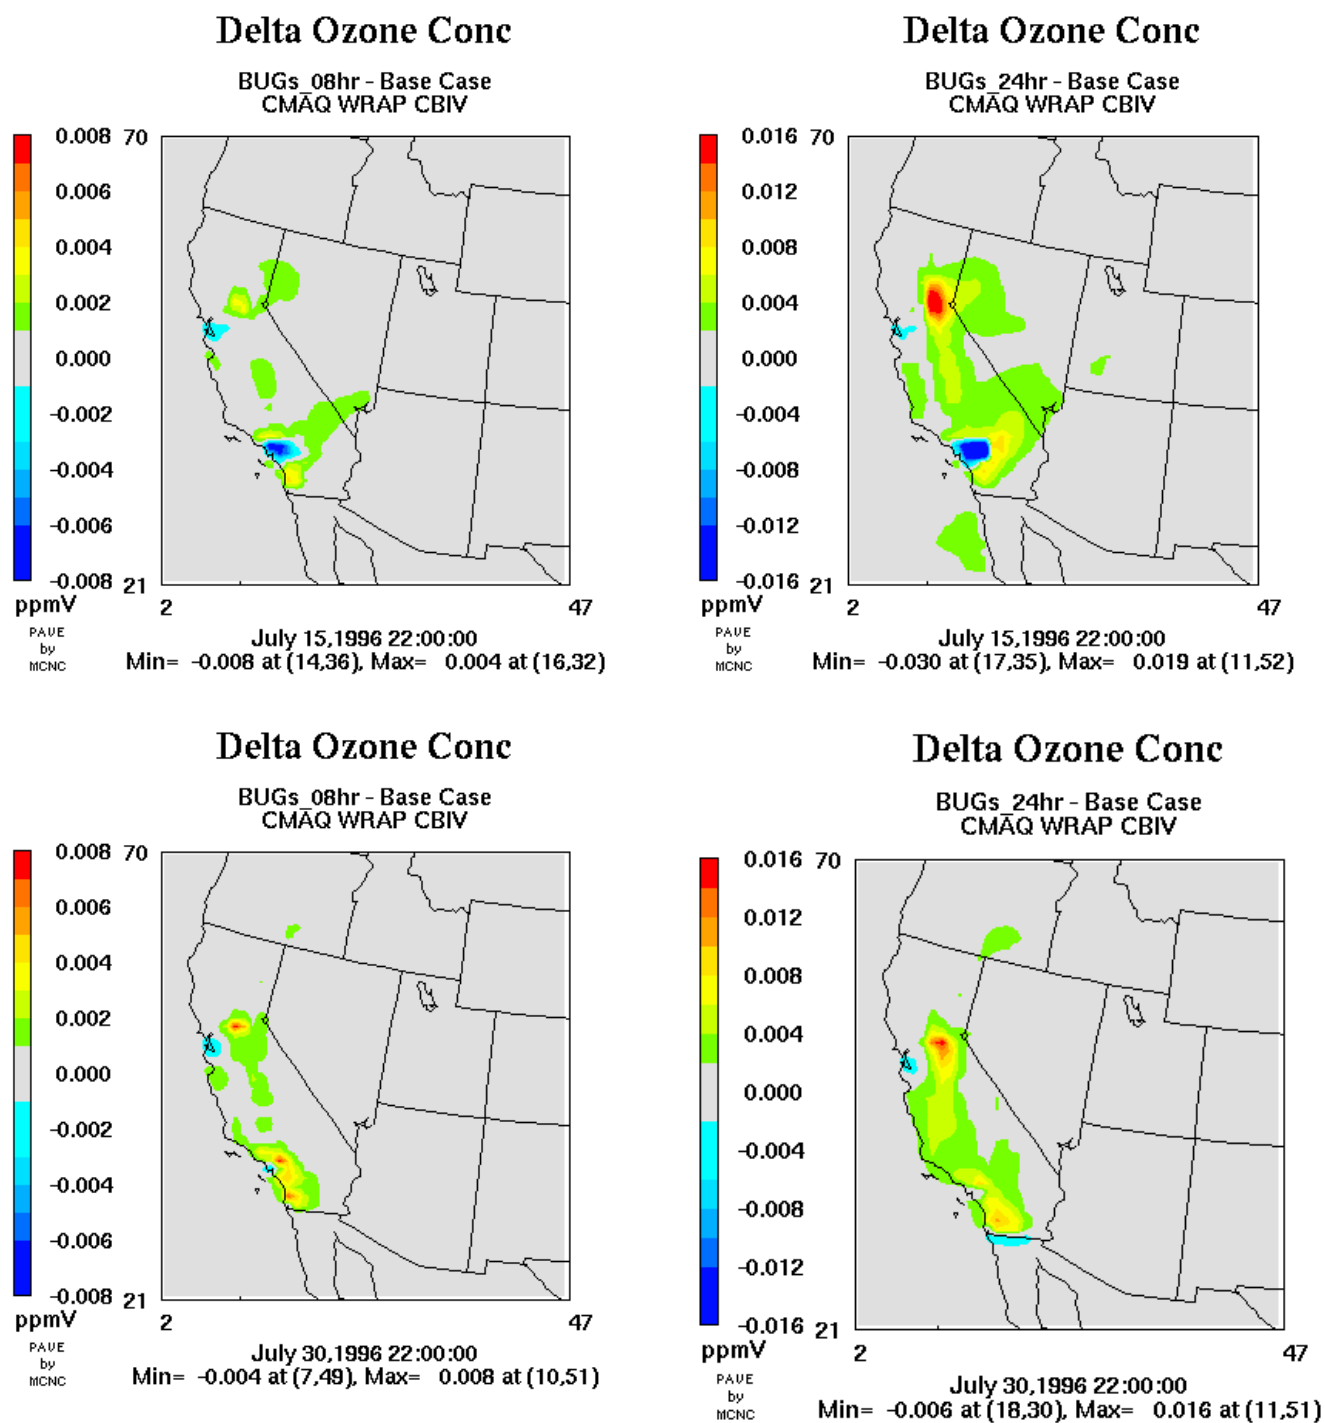 Delta Ozone Conc
BUGs_08hr - Base Case
CMAQ WRAP CBIV
0.008
0.006
0.004
0.002
0.000
-0.002
-0.004
-0.006
-0.008
ppmV
PAVE
by
MCNC
70
21
2
47
July 15,1996 22:00:00
Min= -0.008 at (14,36), Max= 0.004 at (16,32)
Delta Ozone Conc
BUGs_24hr - Base Case
CMAQ WRAP CBIV
0.016
0.012
0.008
0.004
0.000
-0.004
-0.008
-0.012
-0.016
ppmV
PAVE
by
MCNC
70
21
2
47
July 15,1996 22:00:00
Min= -0.030 at (17,35), Max= 0.019 at (11,52)
Delta Ozone Conc
BUGs_08hr - Base Case
CMAQ WRAP CBIV
0.008
0.006
0.004
0.002
0.000
-0.002
-0.004
-0.006
-0.008
ppmV
PAVE
by
MCNC
70
21
2
47
July 30,1996 22:00:00
Min= -0.004 at (7,49), Max= 0.008 at (10,51)
Delta Ozone Conc
BUGs_24hr - Base Case
CMAQ WRAP CBIV
0.016
0.012
0.008
0.004
0.000
-0.004
-0.008
-0.012
-0.016
ppmV
PAVE
by
MCNC
70
21
2
47
July 30,1996 22:00:00
Min= -0.006 at (18,30), Max= 0.016 at (11,51)